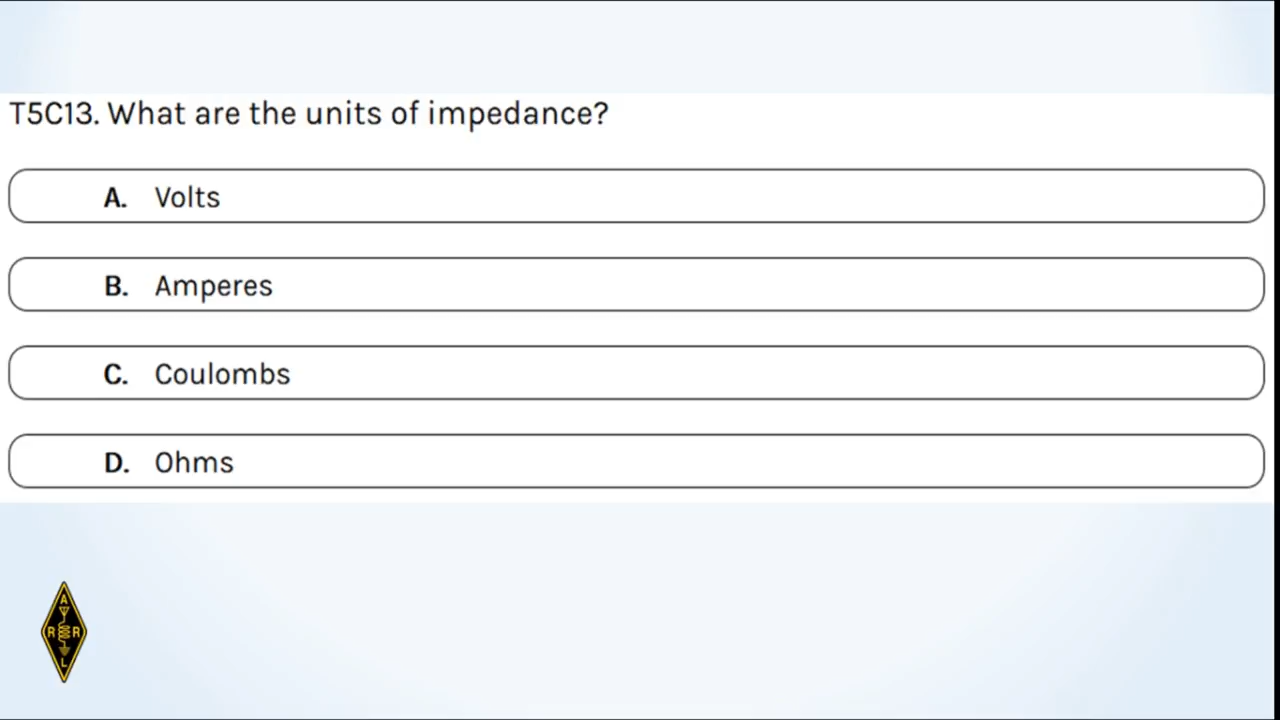 T5C13. What are the units of impedance?
A. Volts
B. Amperes
C. Coulombs
D. Ohms
A
R R
L